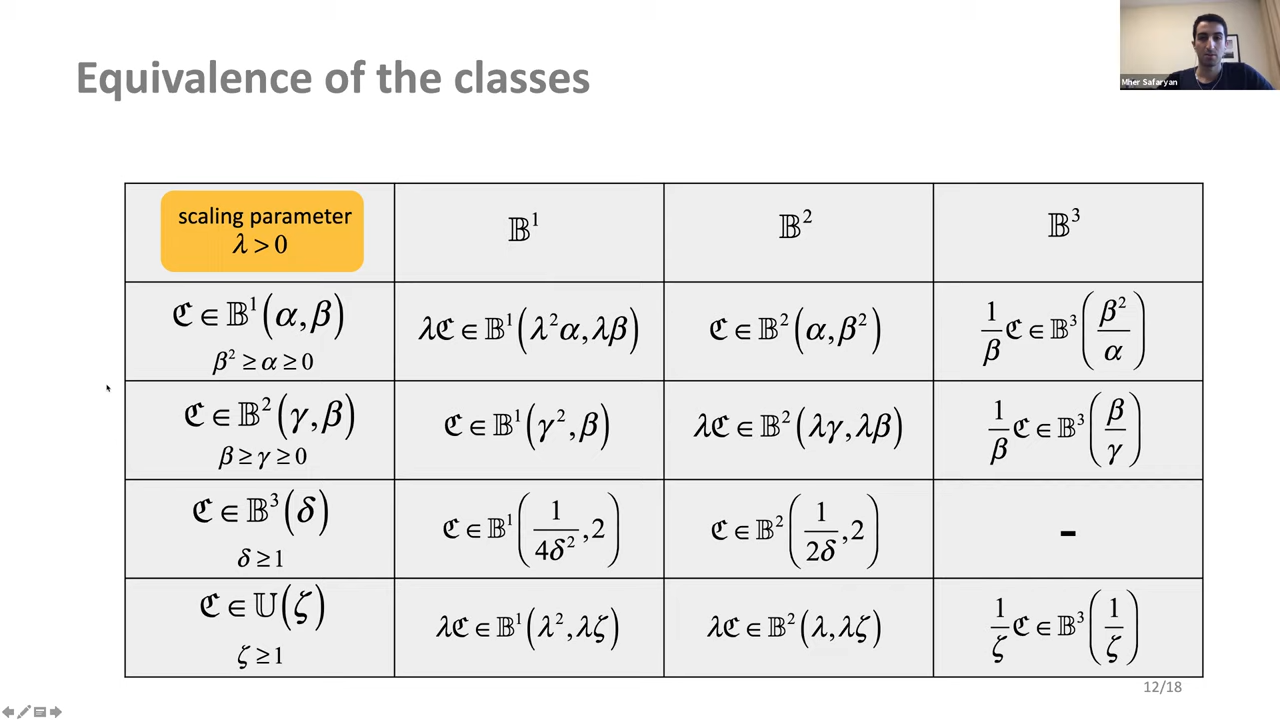 Equivalence of the classes
Mher Safaryan
scaling parameter
λ > 0
𝔹¹
𝔹²
𝔹³
ℭ ∈ 𝔹¹(α, β)
β² ≥ α ≥ 0
λℭ ∈ 𝔹¹(λ²α, λβ)
ℭ ∈ 𝔹²(α, β²)
1/β ℭ ∈ 𝔹³(β²/α)
ℭ ∈ 𝔹²(γ, β)
β ≥ γ ≥ 0
ℭ ∈ 𝔹¹(γ², β)
λℭ ∈ 𝔹²(λγ, λβ)
1/β ℭ ∈ 𝔹³(β/γ)
ℭ ∈ 𝔹³(δ)
δ ≥ 1
ℭ ∈ 𝔹¹(1/4δ², 2)
ℭ ∈ 𝔹²(1/2δ, 2)
-
ℭ ∈ 𝕌(ζ)
ζ ≥ 1
λℭ ∈ 𝔹¹(λ², λζ)
λℭ ∈ 𝔹²(λ, λζ)
1/ζ ℭ ∈ 𝔹³(1/ζ)
12/18